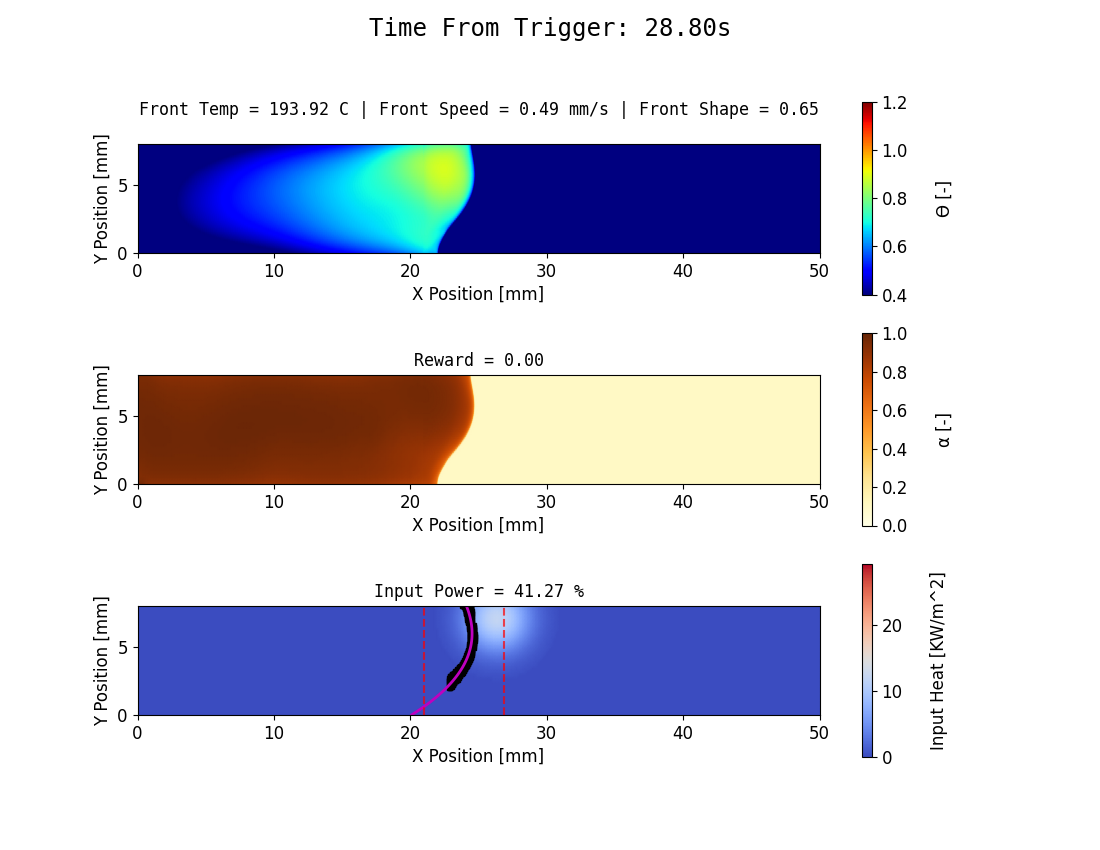 Time From Trigger: 28.80s
Front Temp = 193.92 C | Front Speed = 0.49 mm/s | Front Shape = 0.65
Y Position [mm]
5
0
0 10 20 30 40 50
X Position [mm]
1.2
1.0
0.8
0.6
0.4
Θ [-]
Reward = 0.00
Y Position [mm]
5
0
0 10 20 30 40 50
X Position [mm]
1.0
0.8
0.6
0.4
0.2
0.0
α [-]
Input Power = 41.27 %
Y Position [mm]
5
0
0 10 20 30 40 50
X Position [mm]
20
10
0
Input Heat [KW/m^2]